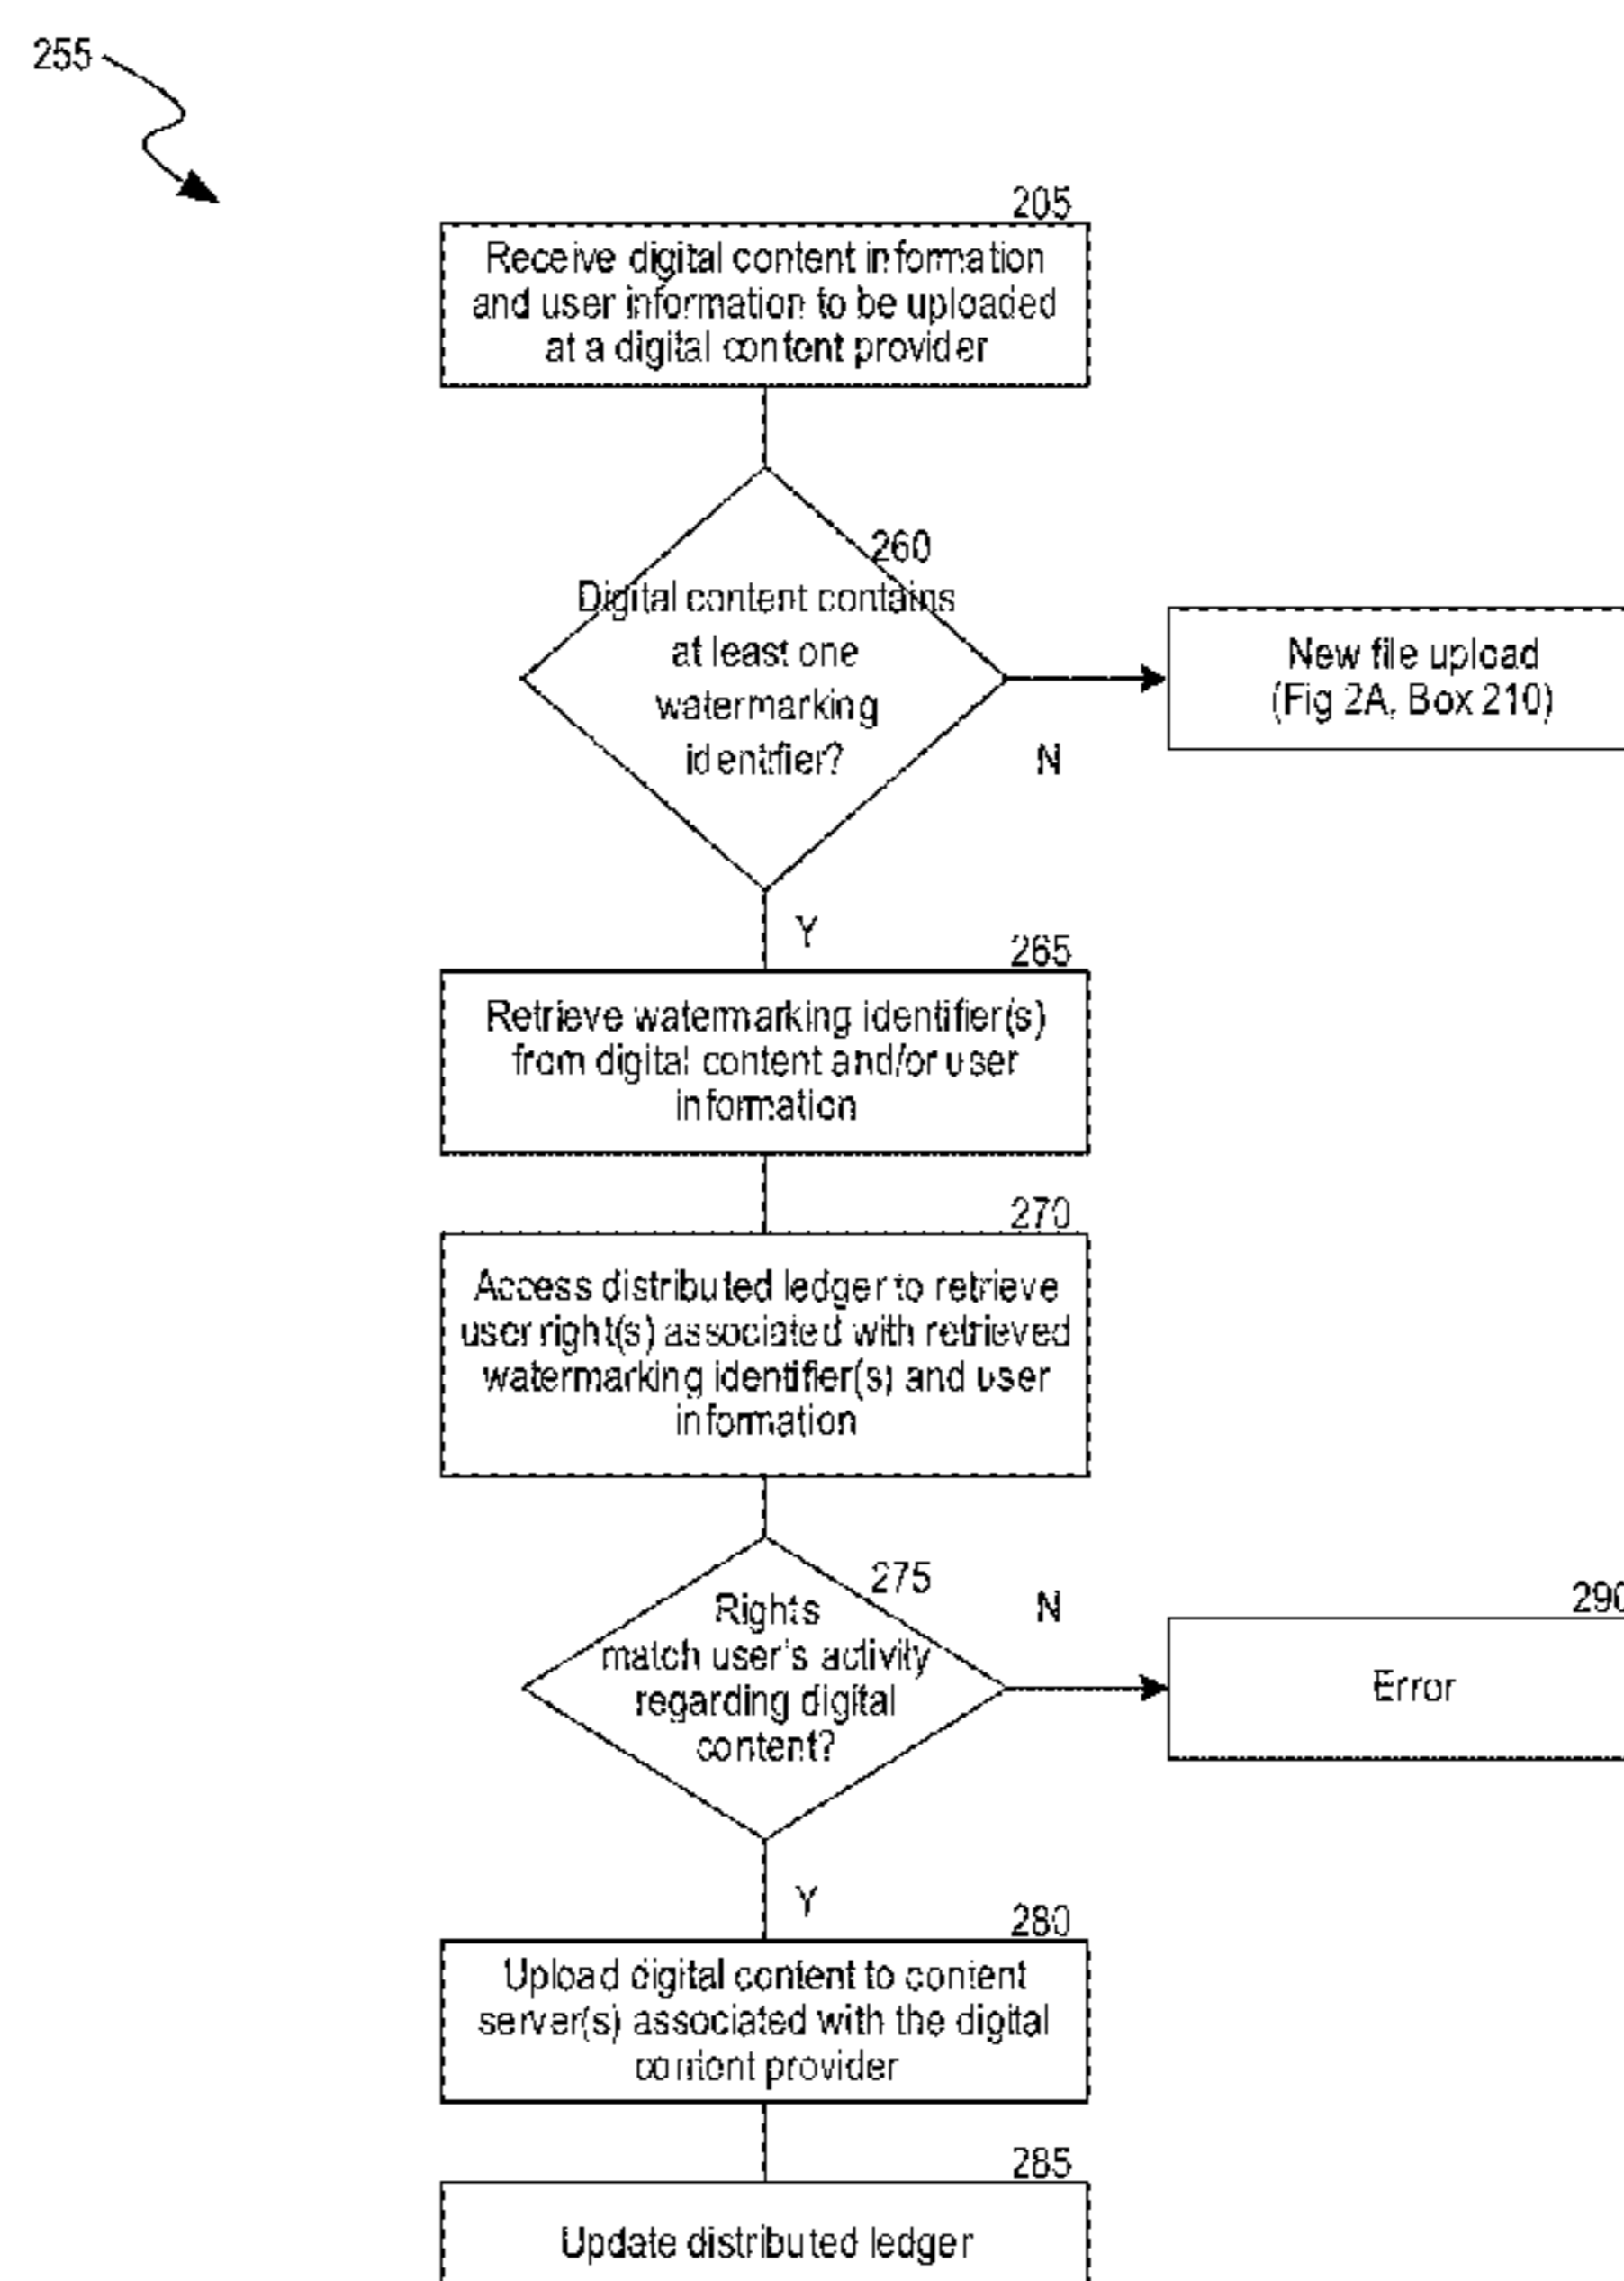 255
205
Receive digital content information
and user information to be uploaded
at a digital content provider
260
Digital content contains
at least one
watermarking
identifier?
New file upload
(Fig 2A, Box 210)
N
Y
265
Retrieve watermarking identifier(s)
from digital content and/or user
information
270
Access distributed ledger to retrieve
user right(s) associated with retrieved
watermarking identifier(s) and user
information
275
Rights
match user's activity
regarding digital
content?
N
290
Error
Y
280
Upload digital content to content
server(s) associated with the digital
content provider
285
Update distributed ledger